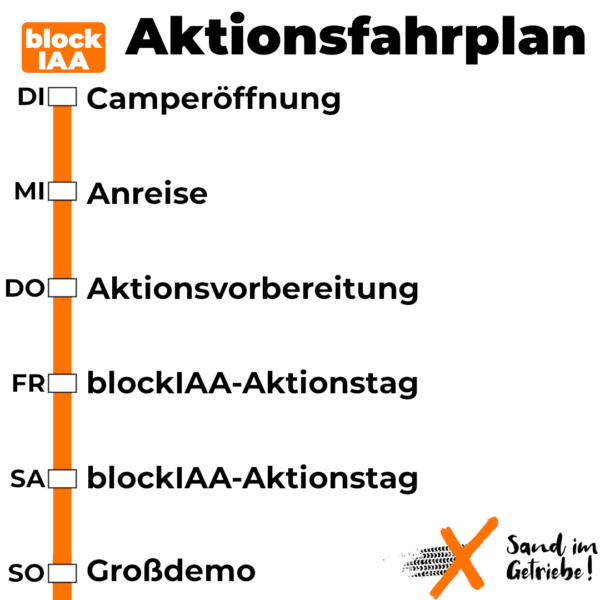 block
IAA
Aktionsfahrplan
DI Camperöffnung
MI Anreise
DO Aktionsvorbereitung
FR blockIAA-Aktionstag
SA blockIAA-Aktionstag
SO Großdemo
Sand im
Getriebe!